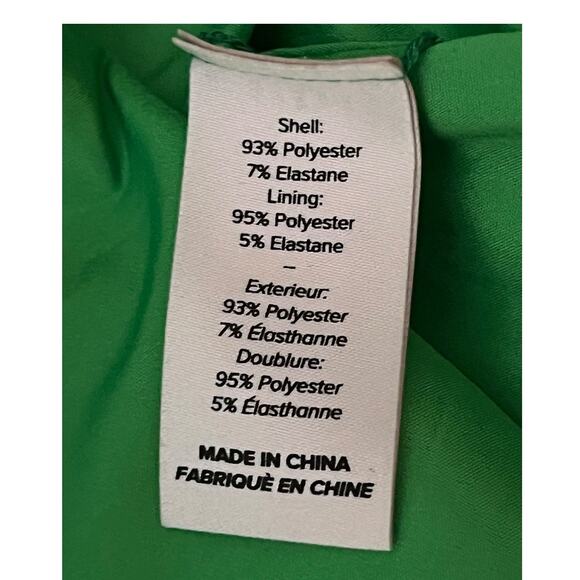 Shell:
93% Polyester
7% Elastane
Lining:
95% Polyester
5% Elastane
–
Exterieur:
93% Polyester
7% Élasthanne
Doublure:
95% Polyester
5% Élasthanne
MADE IN CHINA
FABRIQUÈ EN CHINE